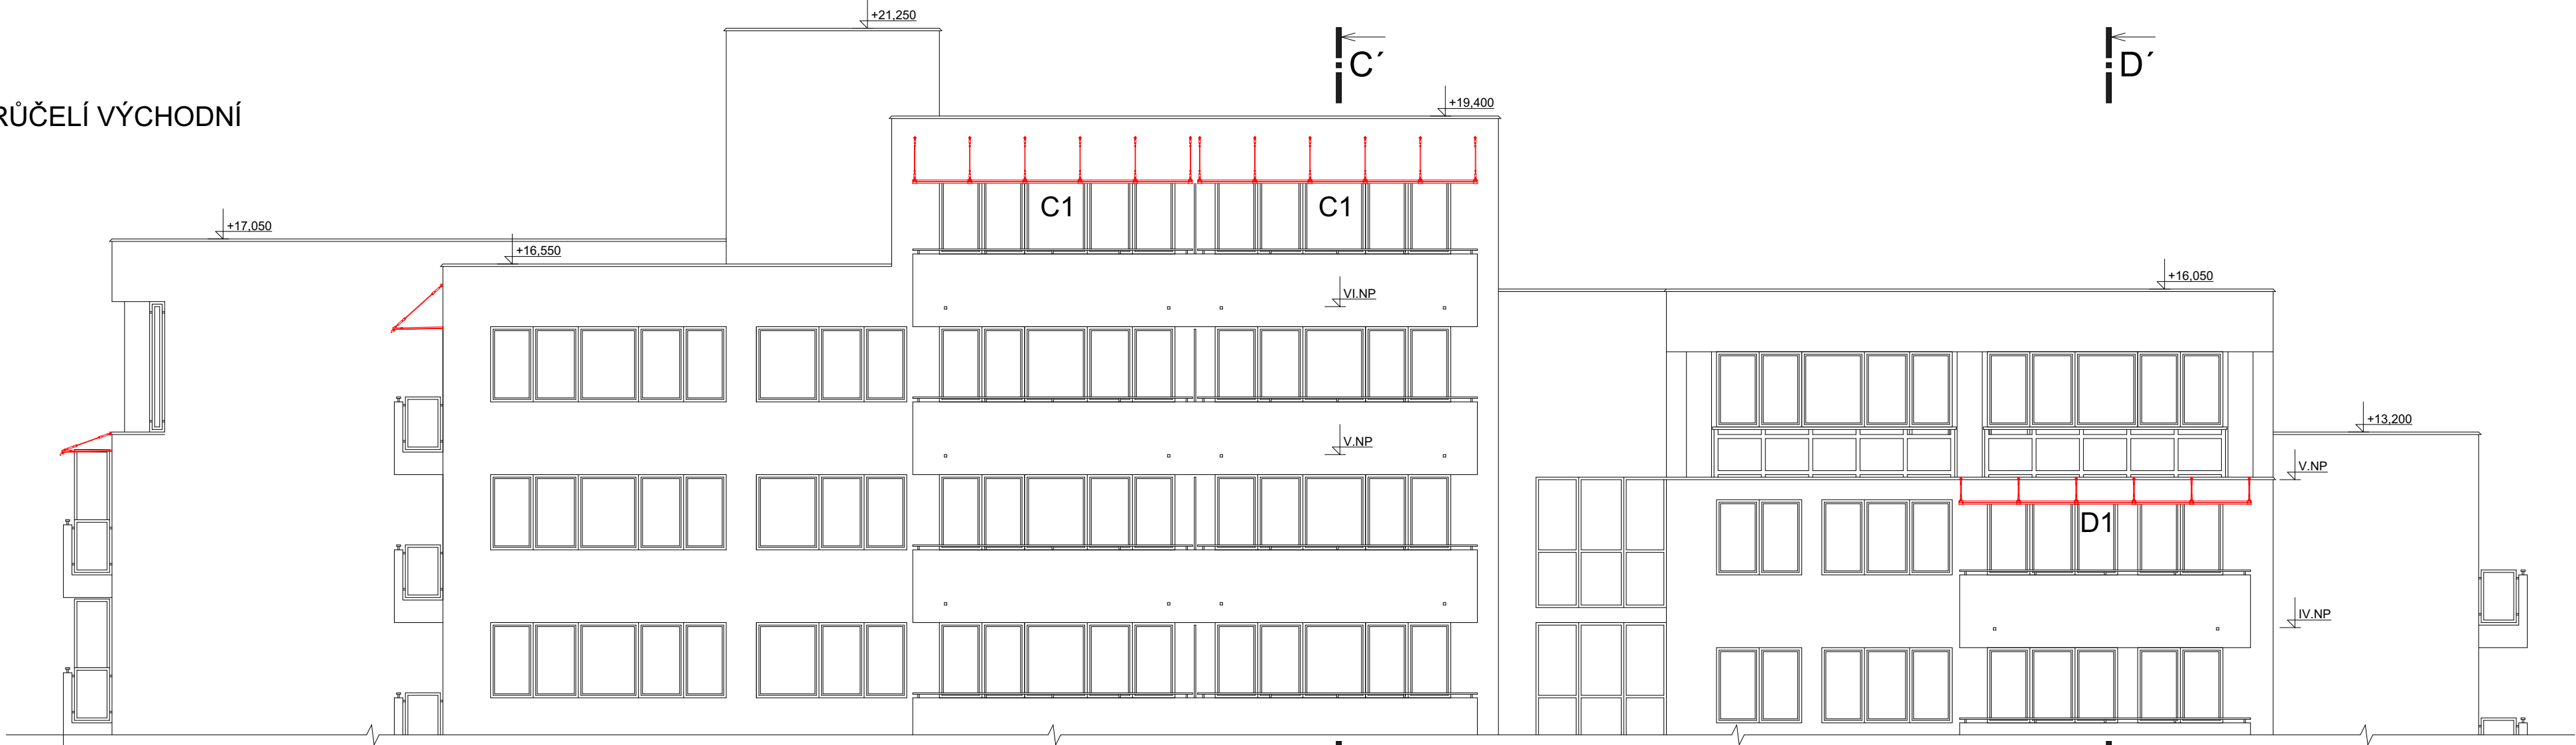 +21,250
C´
D´
+19,400
RŮČELÍ VÝCHODNÍ
C1
C1
+17,050
+16,550
+16,050
VI.NP
+13,200
V.NP
V.NP
D1
IV.NP